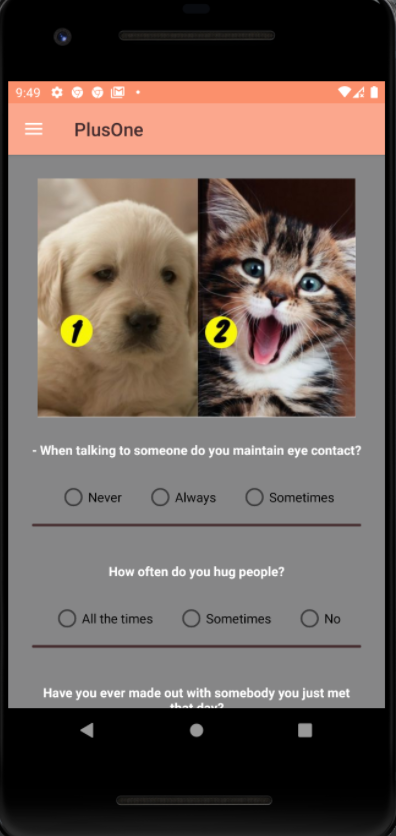 9:49
PlusOne
1 2
- When talking to someone do you maintain eye contact?
Never Always Sometimes
How often do you hug people?
All the times Sometimes No
Have you ever made out with somebody you just met
that day?